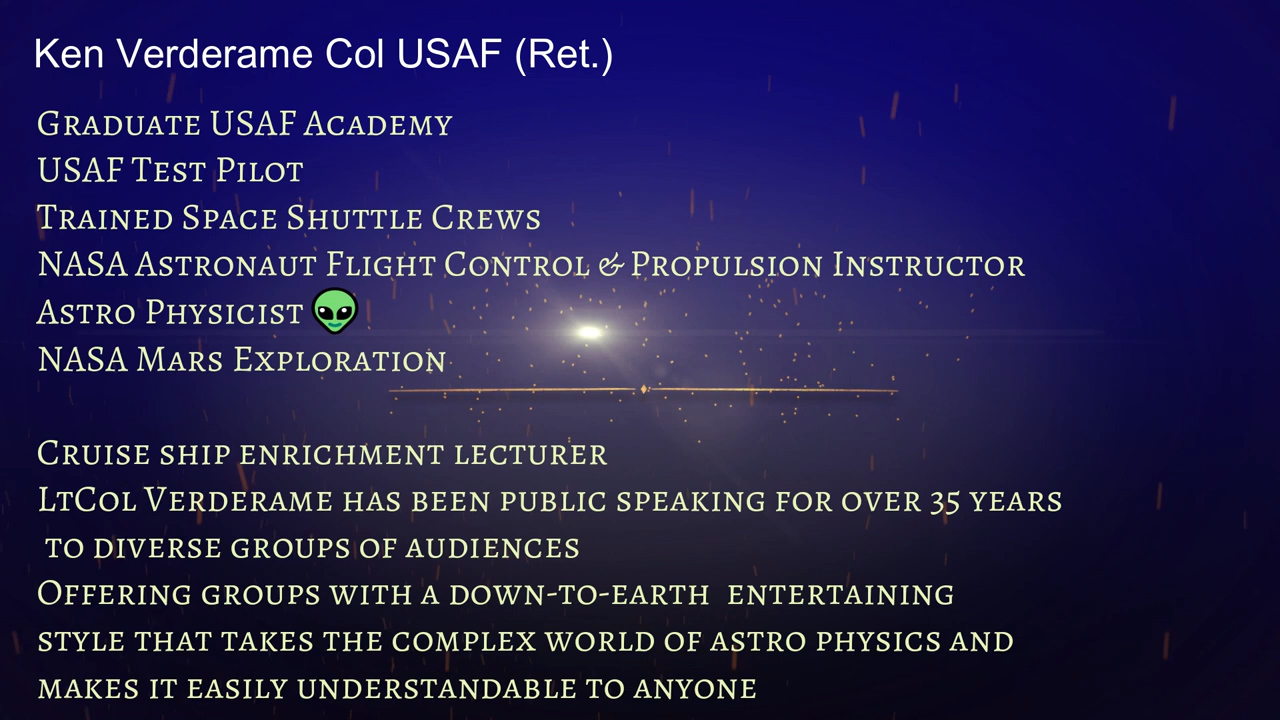 Ken Verderame Col USAF (Ret.)
Graduate USAF Academy
USAF Test Pilot
Trained Space Shuttle Crews
NASA Astronaut Flight Control & Propulsion Instructor
Astro Physicist 👽
NASA Mars Exploration
Cruise ship enrichment lecturer
LtCol Verderame has been public speaking for over 35 years
to diverse groups of audiences
Offering groups with a down-to-earth entertaining
style that takes the complex world of astro physics and
makes it easily understandable to anyone